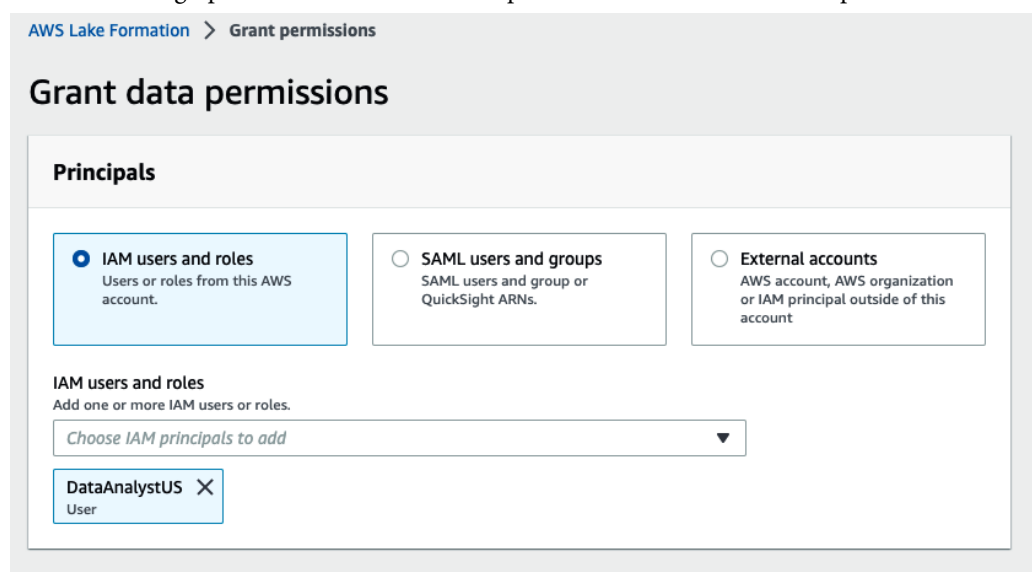 AWS Lake Formation > Grant permissions
Grant data permissions
Principals
IAM users and roles
Users or roles from this AWS
account.
SAML users and groups
SAML users and group or
QuickSight ARNs.
External accounts
AWS account, AWS organization
or IAM principal outside of this
account
IAM users and roles
Add one or more IAM users or roles.
Choose IAM principals to add
DataAnalystUS
User